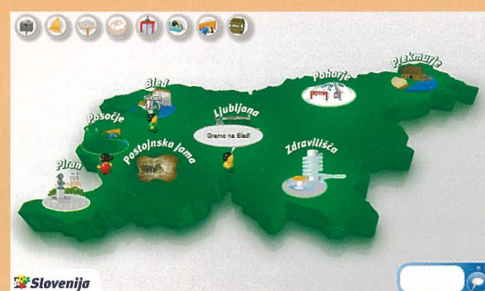 Prekmurje
Pohorje
Bled
Ljubljana
Gremo na Bled!
Posočje
Postojnska jama
Zdravilišča
Piran
Slovenija